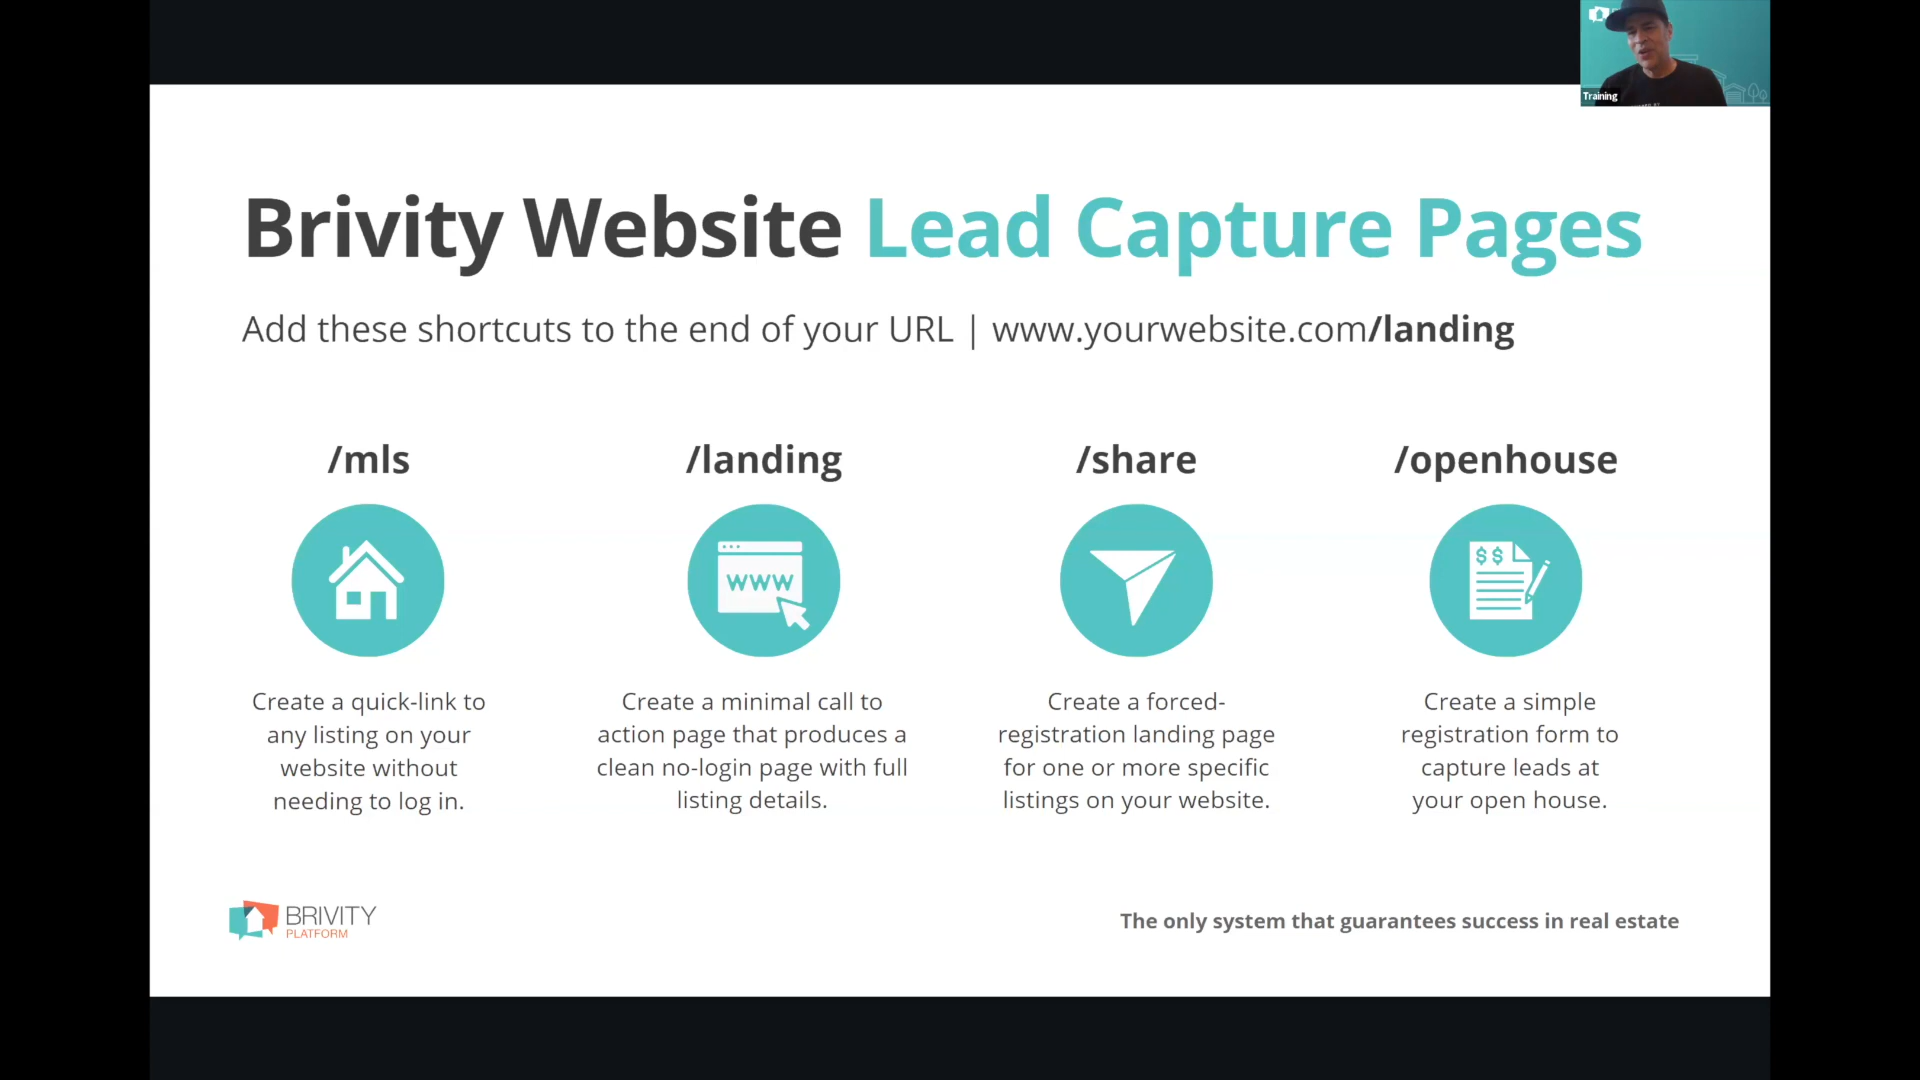 Training
Brivity Website Lead Capture Pages
Add these shortcuts to the end of your URL | www.yourwebsite.com/landing
/mls
Create a quick-link to
any listing on your
website without
needing to log in.
/landing
www
Create a minimal call to
action page that produces a
clean no-login page with full
listing details.
/share
Create a forced-
registration landing page
for one or more specific
listings on your website.
/openhouse
$ $
Create a simple
registration form to
capture leads at
your open house.
BRIVITY
PLATFORM
The only system that guarantees success in real estate